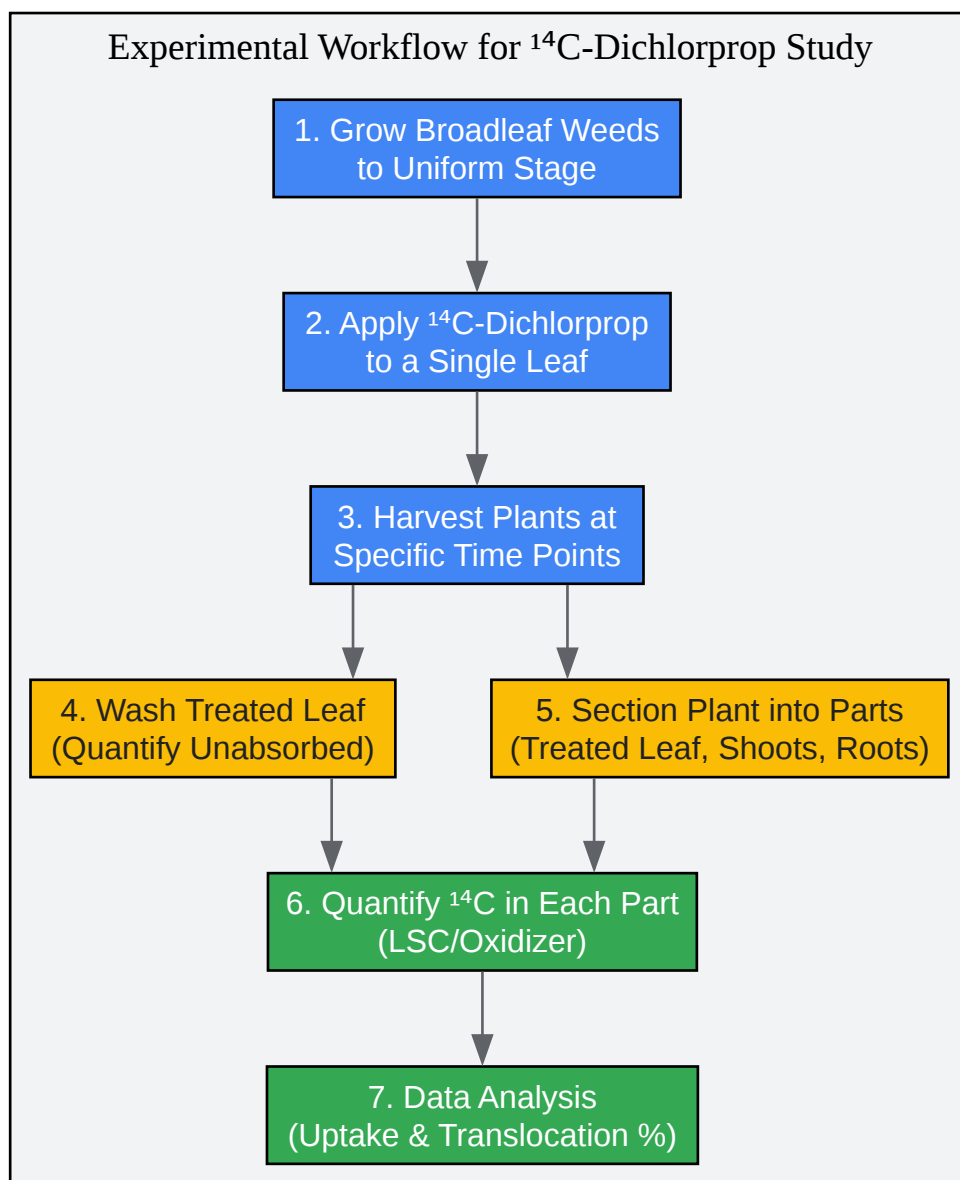 Experimental Workflow for ¹⁴C-Dichlorprop Study
1. Grow Broadleaf Weeds
to Uniform Stage
2. Apply ¹⁴C-Dichlorprop
to a Single Leaf
3. Harvest Plants at
Specific Time Points
4. Wash Treated Leaf
(Quantify Unabsorbed)
5. Section Plant into Parts
(Treated Leaf, Shoots, Roots)
6. Quantify ¹⁴C in Each Part
(LSC/Oxidizer)
7. Data Analysis
(Uptake & Translocation %)